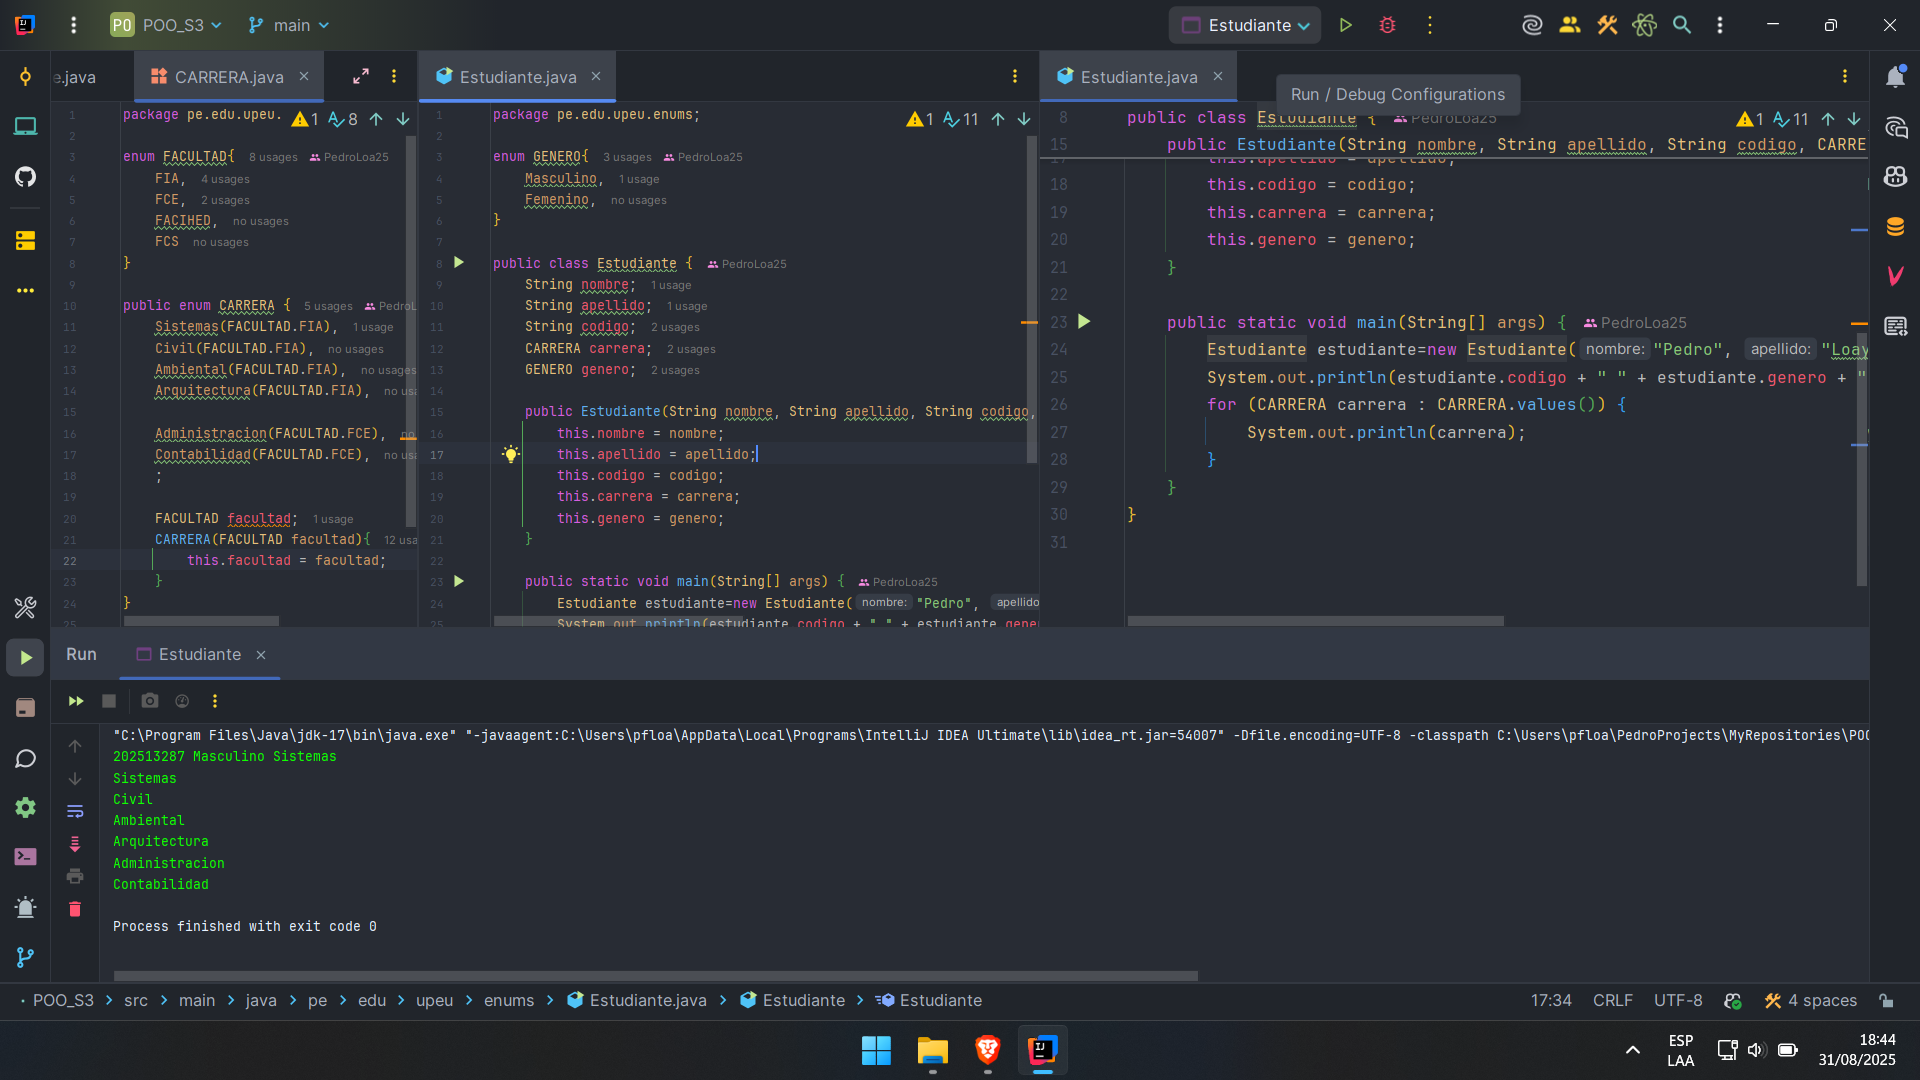 PO POO_S3 main Estudiante
e.java CARRERA.java Estudiante.java Estudiante.java
Run / Debug Configurations
1 package pe.edu.upeu. 1 8
2
3 enum FACULTAD{ 8 usages PedroLoa25
4 FIA, 4 usages
5 FCE, 2 usages
6 FACIHED, no usages
7 FCS no usages
8 }
9
10 public enum CARRERA { 5 usages PedroL
11 Sistemas(FACULTAD.FIA), 1 usage
12 Civil(FACULTAD.FIA), no usages
13 Ambiental(FACULTAD.FIA), no usages
14 Arquitectura(FACULTAD.FIA), no us
15
16 Administracion(FACULTAD.FCE), no
17 Contabilidad(FACULTAD.FCE), no us
18 ;
19
20 FACULTAD facultad; 1 usage
21 CARRERA(FACULTAD facultad){ 12 usa
22 this.facultad = facultad;
23 }
24 }
25
1 package pe.edu.upeu.enums; 1 11
2
3 enum GENERO{ 3 usages PedroLoa25
4 Masculino, 1 usage
5 Femenino, no usages
6 }
7
8 public class Estudiante { PedroLoa25
9 String nombre; 1 usage
10 String apellido; 1 usage
11 String codigo; 2 usages
12 CARRERA carrera; 2 usages
13 GENERO genero; 2 usages
14
15 public Estudiante(String nombre, String apellido, String codigo,
16 this.nombre = nombre;
17 this.apellido = apellido;
18 this.codigo = codigo;
19 this.carrera = carrera;
20 this.genero = genero;
21 }
22
23 public static void main(String[] args) { PedroLoa25
24 Estudiante estudiante=new Estudiante( nombre: "Pedro", apellido
25 System.out.println(estudiante.codigo + " " + estudiante.gene
8 public class Estudiante { PedroLoa25 1 11
15 public Estudiante(String nombre, String apellido, String codigo, CARRE
17 this.apellido = apellido;
18 this.codigo = codigo;
19 this.carrera = carrera;
20 this.genero = genero;
21 }
22
23 public static void main(String[] args) { PedroLoa25
24 Estudiante estudiante=new Estudiante( nombre: "Pedro", apellido: "Loay
25 System.out.println(estudiante.codigo + " " + estudiante.genero + "
26 for (CARRERA carrera : CARRERA.values()) {
27 System.out.println(carrera);
28 }
29 }
30 }
31
Run Estudiante
"C:\Program Files\Java\jdk-17\bin\java.exe" "-javaagent:C:\Users\pfloa\AppData\Local\Programs\IntelliJ IDEA Ultimate\lib\idea_rt.jar=54007" -Dfile.encoding=UTF-8 -classpath C:\Users\pfloa\PedroProjects\MyRepositories\POO
202513287 Masculino Sistemas
Sistemas
Civil
Ambiental
Arquitectura
Administracion
Contabilidad
Process finished with exit code 0
POO_S3 > src > main > java > pe > edu > upeu > enums > Estudiante.java > Estudiante > Estudiante 17:34 CRLF UTF-8 4 spaces
ESP
LAA
18:44
31/08/2025